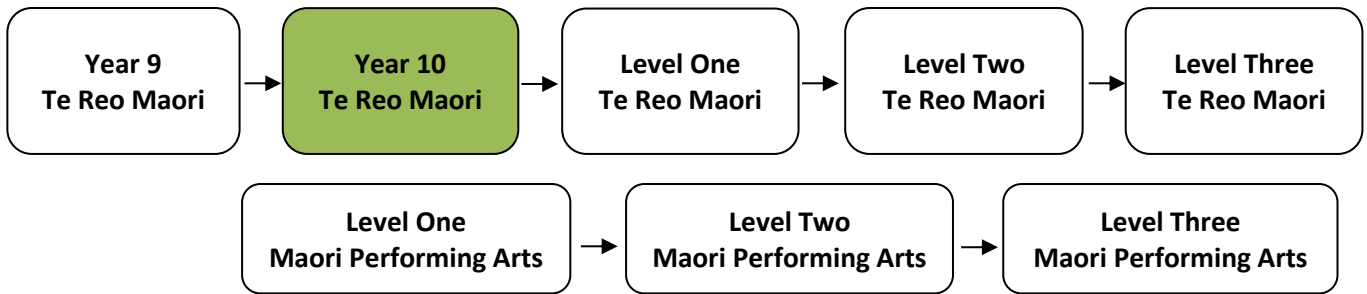 Year 9
Te Reo Maori
Year 10
Te Reo Maori
Level One
Te Reo Maori
Level Two
Te Reo Maori
Level Three
Te Reo Maori
Level One
Maori Performing Arts
Level Two
Maori Performing Arts
Level Three
Maori Performing Arts